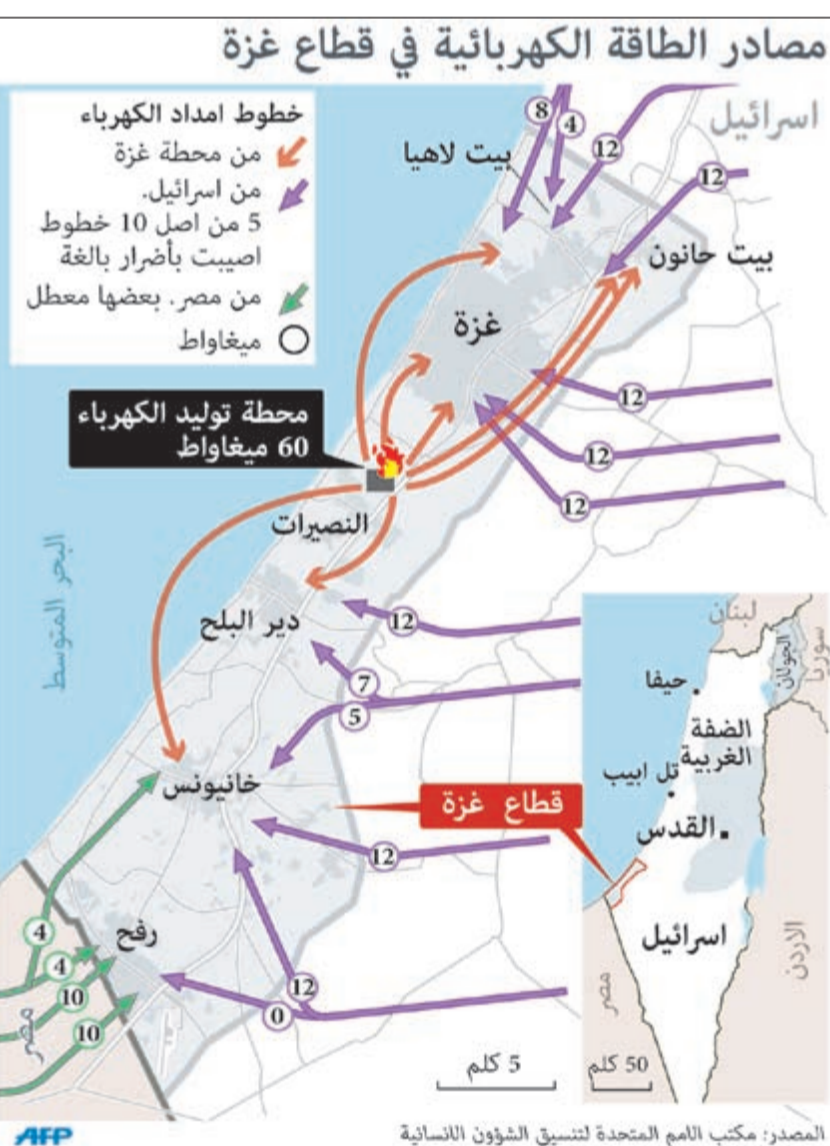 مصادر الطاقة الكهربائية في قطاع غزة
خطوط امداد الكهرباء
من محطة غزة
من اسرائيل.
5 من اصل 10 خطوط
اصيبت بأضرار بالغة
من مصر. بعضها معطل
ميغاواط
اسرائيل
8
4
12
12
بيت لاهيا
بيت حانون
غزة
محطة توليد الكهرباء
60 ميغاواط
12
12
12
النصيرات
البحر المتوسط
دير البلح
12
7
5
خانيونس
قطاع غزة
12
4
رفح
4
10
10
12
0
مصر
5 كلم
لبنان
سوريا
الجولان
حيفا
الضفة
الغربية
تل ابيب
القدس
اسرائيل
الاردن
مصر
50 كلم
المصدر: مكتب الامم المتحدة لتنسيق الشؤون الانسانية
AFP